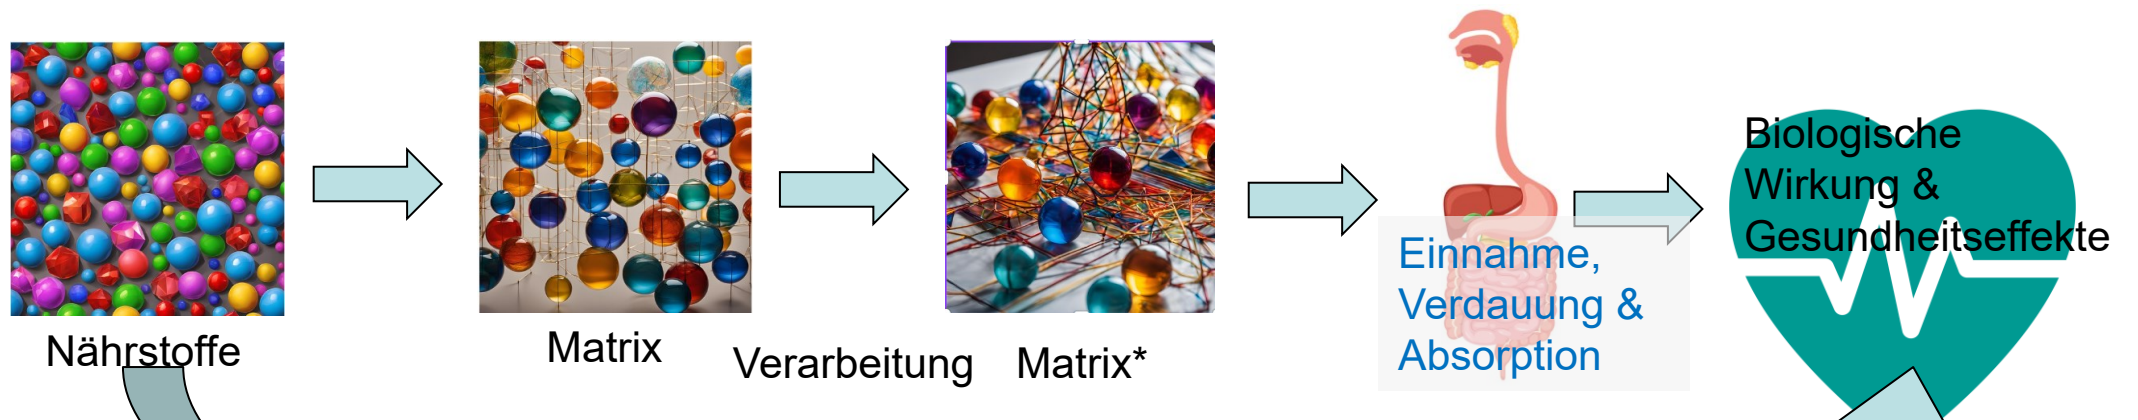 Nährstoffe
Matrix
Verarbeitung
Matrix*
Einnahme,
Verdauung &
Absorption
Biologische
Wirkung &
Gesundheitseffekte